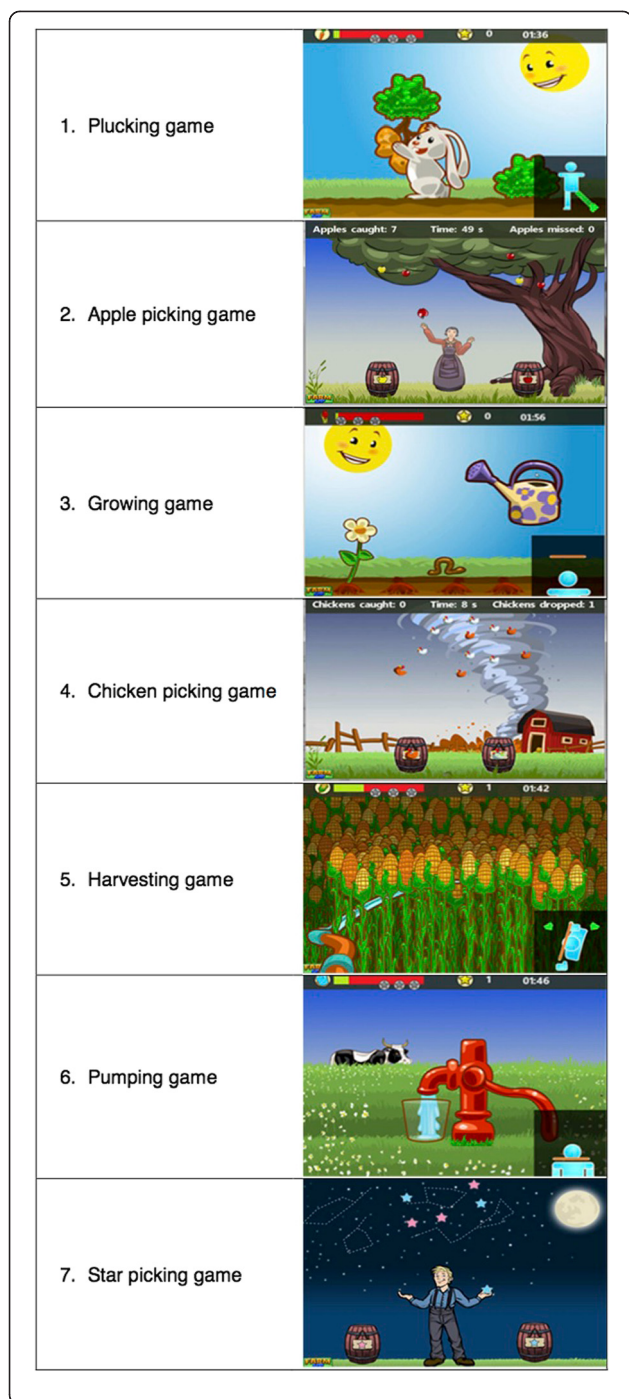 0 01:36
1. Plucking game
Apples caught: 7 Time: 49 s Apples missed: 0
2. Apple picking game
0 01:56
3. Growing game
Chickens caught: 0 Time: 8 s Chickens dropped: 1
4. Chicken picking game
1 01:42
5. Harvesting game
1 01:46
6. Pumping game
7. Star picking game